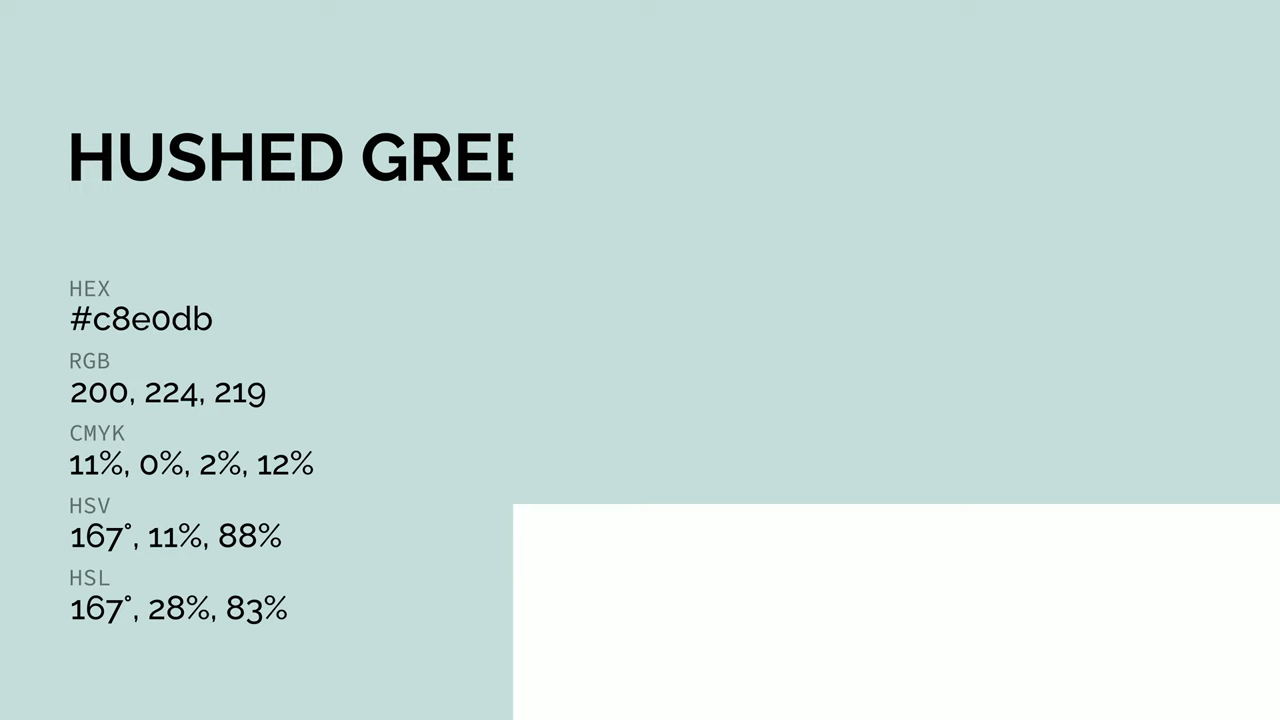 HUSHED GREE
HEX
#c8e0db
RGB
200, 224, 219
CMYK
11%, 0%, 2%, 12%
HSV
167°, 11%, 88%
HSL
167°, 28%, 83%